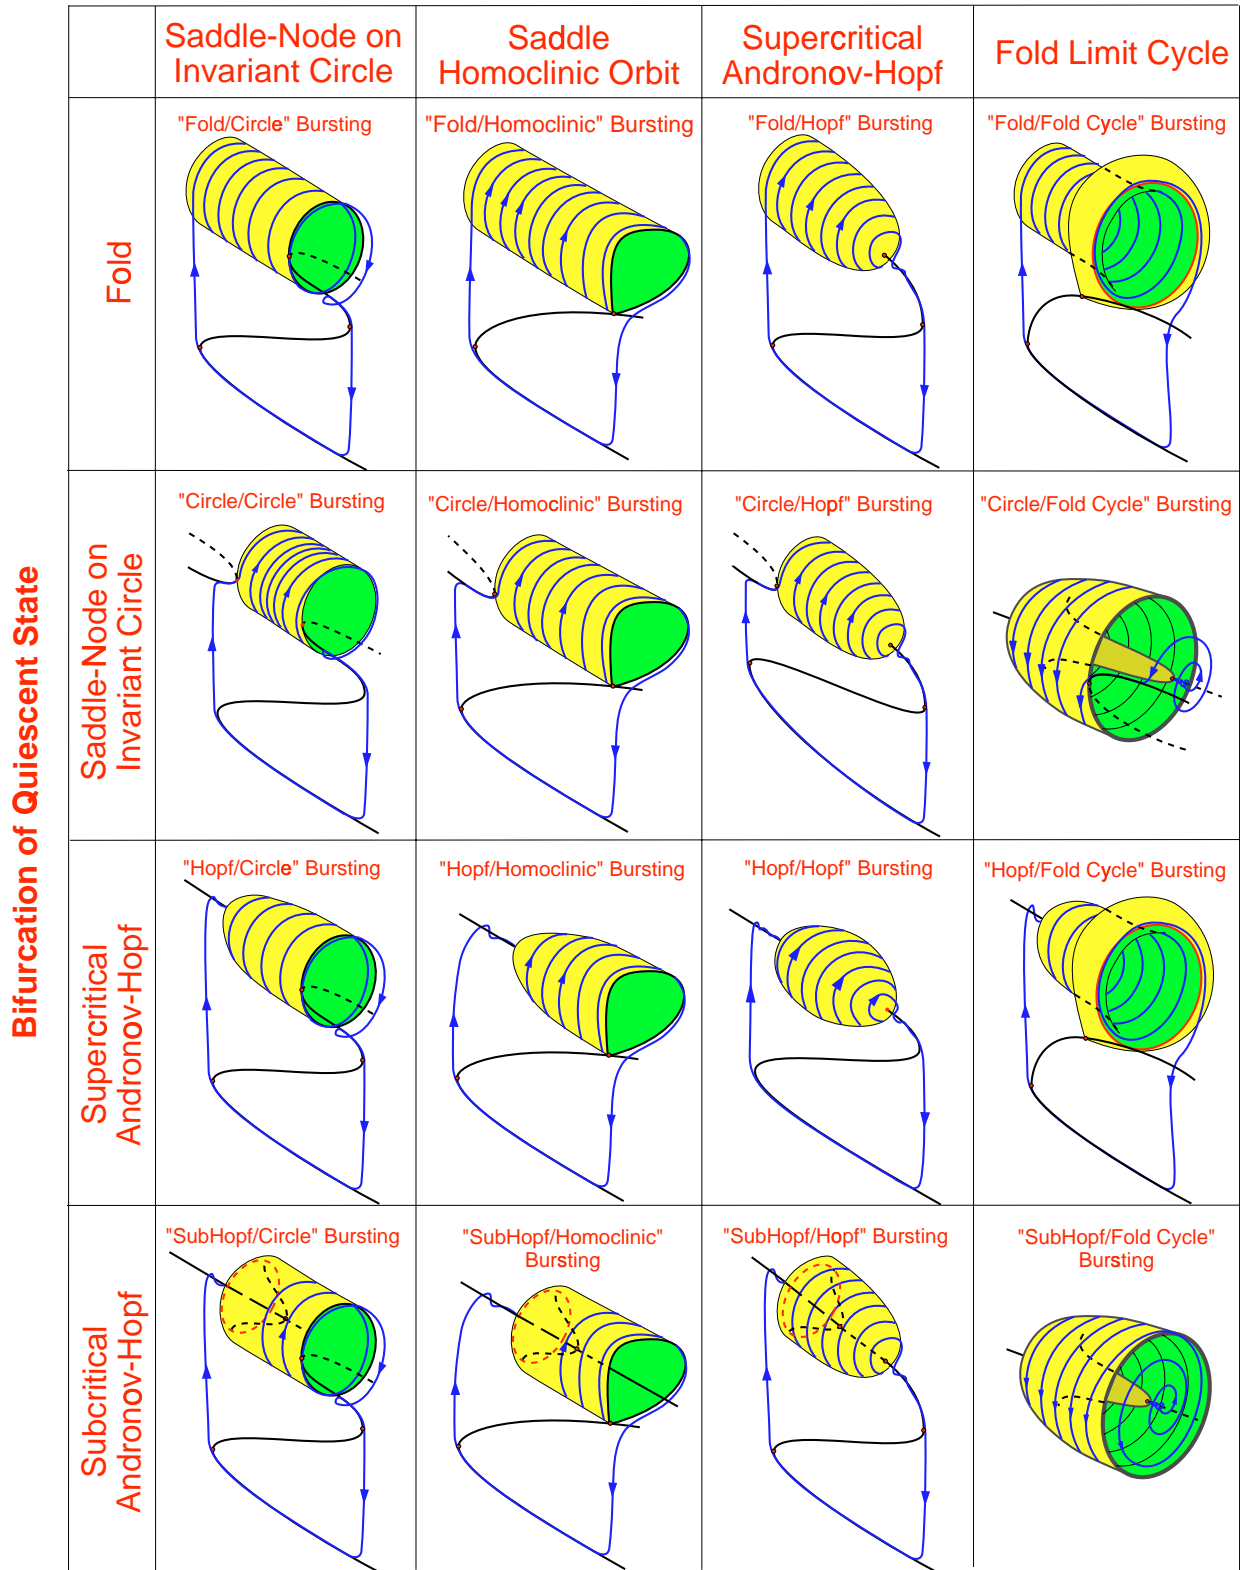 Saddle-Node on
Invariant Circle
Saddle
Homoclinic Orbit
Supercritical
Andronov-Hopf
Fold Limit Cycle
Bifurcation of Quiescent State
Fold
"Fold/Circle" Bursting
"Fold/Homoclinic" Bursting
"Fold/Hopf" Bursting
"Fold/Fold Cycle" Bursting
Saddle-Node on
Invariant Circle
"Circle/Circle" Bursting
"Circle/Homoclinic" Bursting
"Circle/Hopf" Bursting
"Circle/Fold Cycle" Bursting
Supercritical
Andronov-Hopf
"Hopf/Circle" Bursting
"Hopf/Homoclinic" Bursting
"Hopf/Hopf" Bursting
"Hopf/Fold Cycle" Bursting
Subcritical
Andronov-Hopf
"SubHopf/Circle" Bursting
"SubHopf/Homoclinic"
Bursting
"SubHopf/Hopf" Bursting
"SubHopf/Fold Cycle"
Bursting